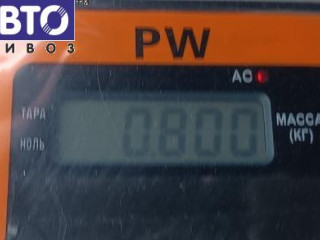 ВТО
ИВОЗ
PW
AC
ТАРА
НОЛЬ
0.800
МАССА
(КГ)